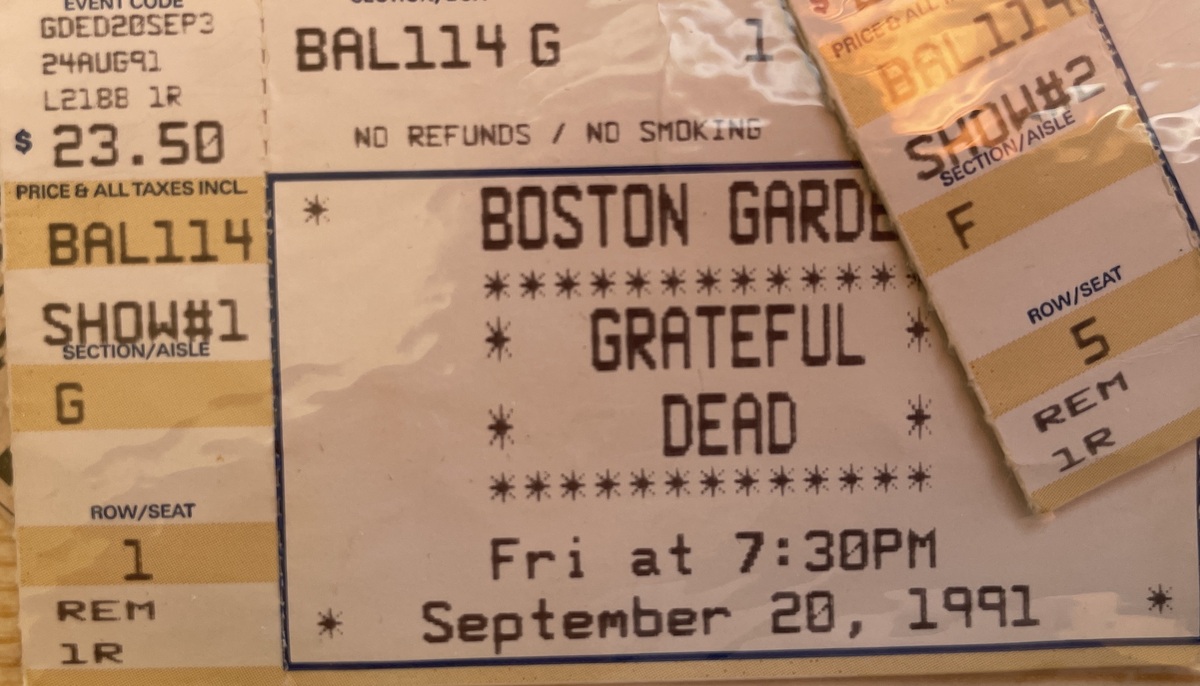 EVENT CODE
GDED20SEP3
24AUG91
L2188 1R
$ 23.50
PRICE & ALL TAXES INCL.
BAL114
SHOW#1
SECTION/AISLE
G
ROW/SEAT
1
REM
1R
BAL114 G 1
NO REFUNDS / NO SMOKING
* BOSTON GARDE
*************
* GRATEFUL *
* DEAD *
*************
Fri at 7:30PM
* September 20, 1991 *
$
PRICE & ALL
BAL114
SHOW#2
SECTION/AISLE
F
ROW/SEAT
5
REM
1R